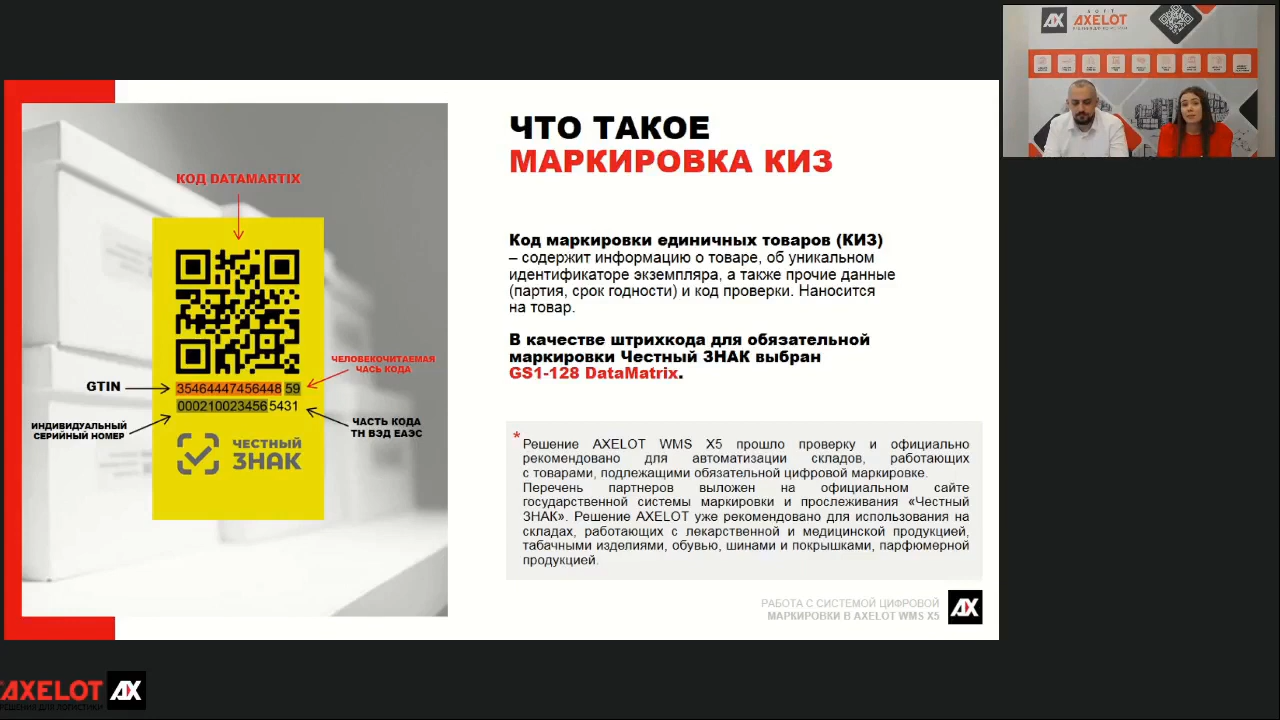 SOFT
AXELOT
ЧТО ТАКОЕ
МАРКИРОВКА КИЗ
КОД DATAMARTIX
GTIN
35464447456448 59
000210023456 5431
ЧЕЛОВЕКОЧИТАЕМАЯ
ЧАСЬ КОДА
ИНДИВИДУАЛЬНЫЙ
СЕРИЙНЫЙ НОМЕР
ЧАСТЬ КОДА
ТН ВЭД ЕАЭС
ЧЕСТНЫЙ
ЗНАК
Код маркировки единичных товаров (КИЗ)
– содержит информацию о товаре, об уникальном
идентификаторе экземпляра, а также прочие данные
(партия, срок годности) и код проверки. Наносится
на товар.
В качестве штрихкода для обязательной
маркировки Честный ЗНАК выбран
GS1-128 DataMatrix.
* Решение AXELOT WMS X5 прошло проверку и официально
рекомендовано для автоматизации складов, работающих
с товарами, подлежащими обязательной цифровой маркировке.
Перечень партнеров выложен на официальном сайте
государственной системы маркировки и прослеживания «Честный
ЗНАК». Решение AXELOT уже рекомендовано для использования на
складах, работающих с лекарственной и медицинской продукцией,
табачными изделиями, обувью, шинами и покрышками, парфюмерной
продукцией.
РАБОТА С СИСТЕМОЙ ЦИФРОВОЙ
МАРКИРОВКИ В AXELOT WMS X5
AXELOT
РЕШЕНИЯ ДЛЯ ЛОГИСТИКИ